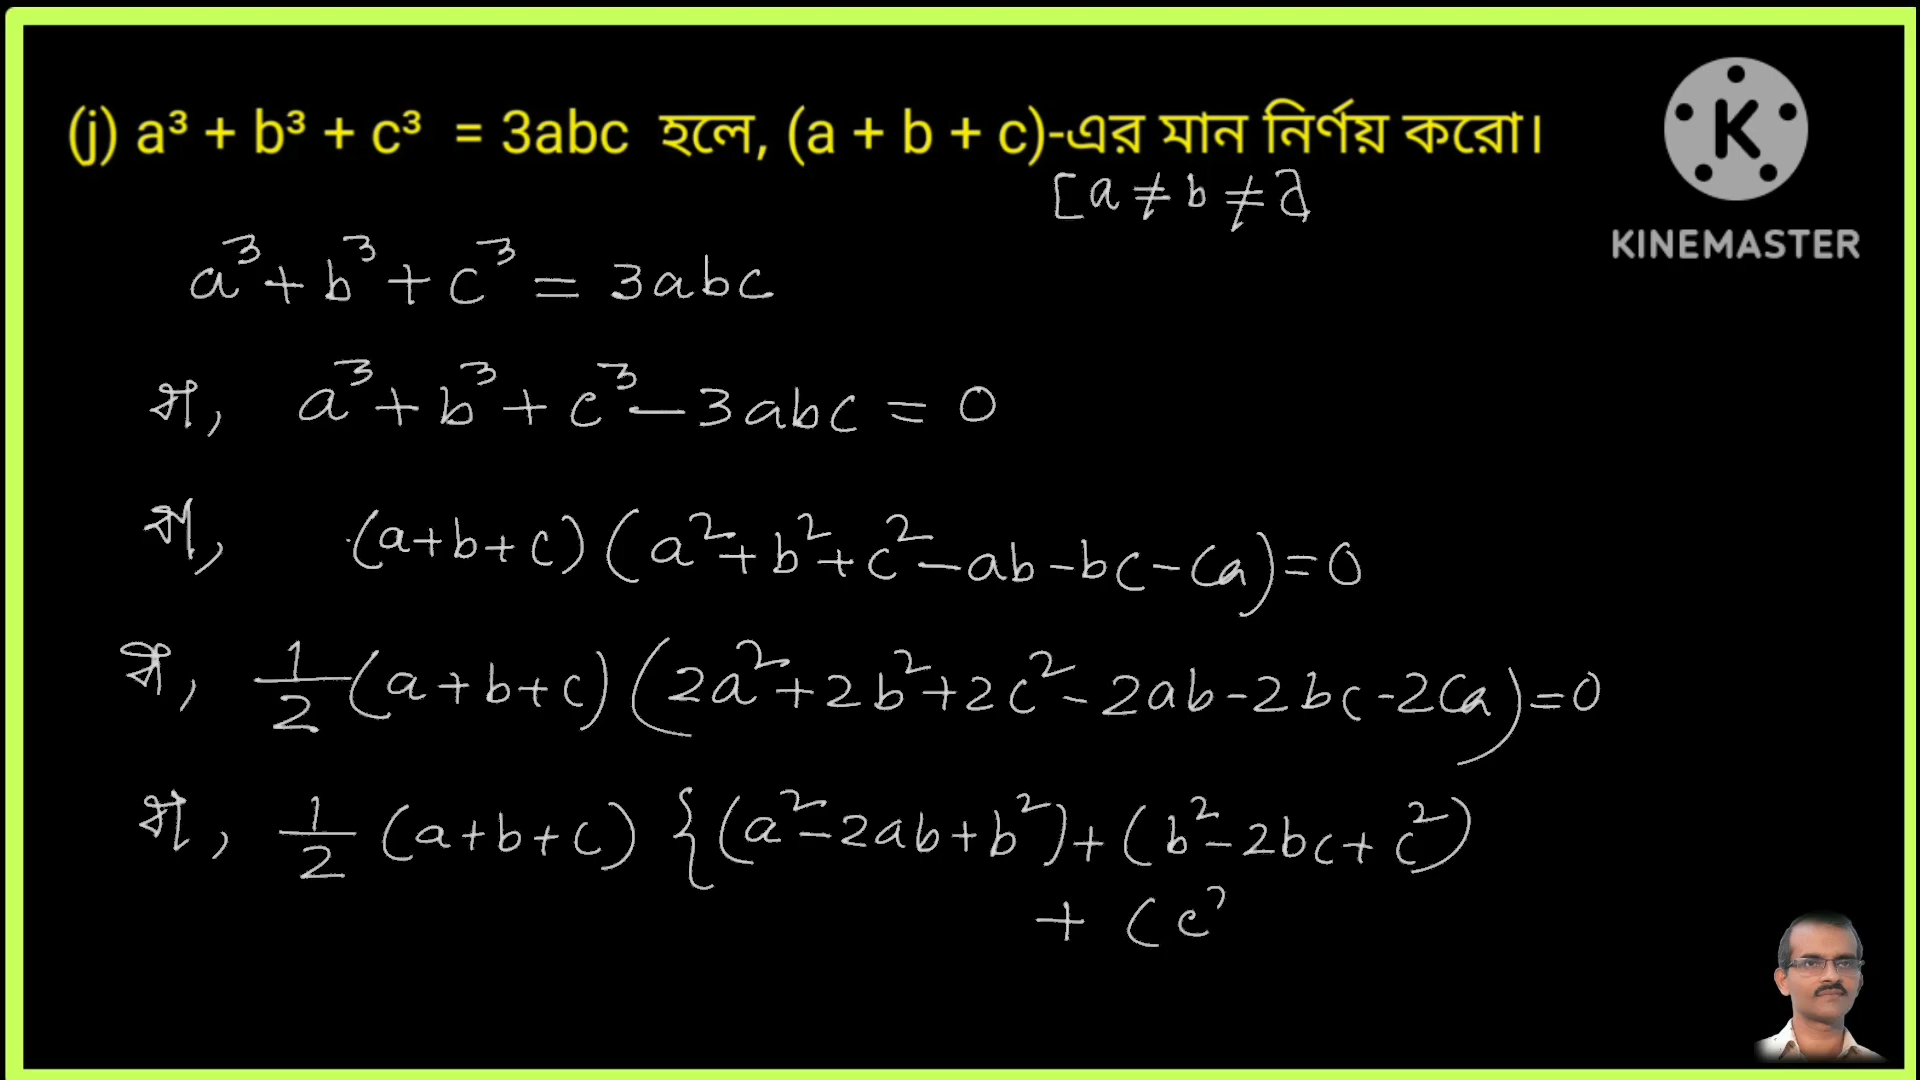 (j) a³ + b³ + c³ = 3abc হলে, (a + b + c)-এর মান নির্ণয় করো।
[a ≠ b ≠
KINEMASTER
a³ + b³ + c³ = 3abc
বা, a³ + b³ + c³ - 3abc = 0
বা, (a+b+c)(a²+b²+c²-ab-bc-ca)=0
বা, 1/2 (a+b+c)(2a²+2b²+2c²-2ab-2bc-2ca)=0
বা, 1/2 (a+b+c) {(a²-2ab+b²)+(b²-2bc+c²)
+ (c²